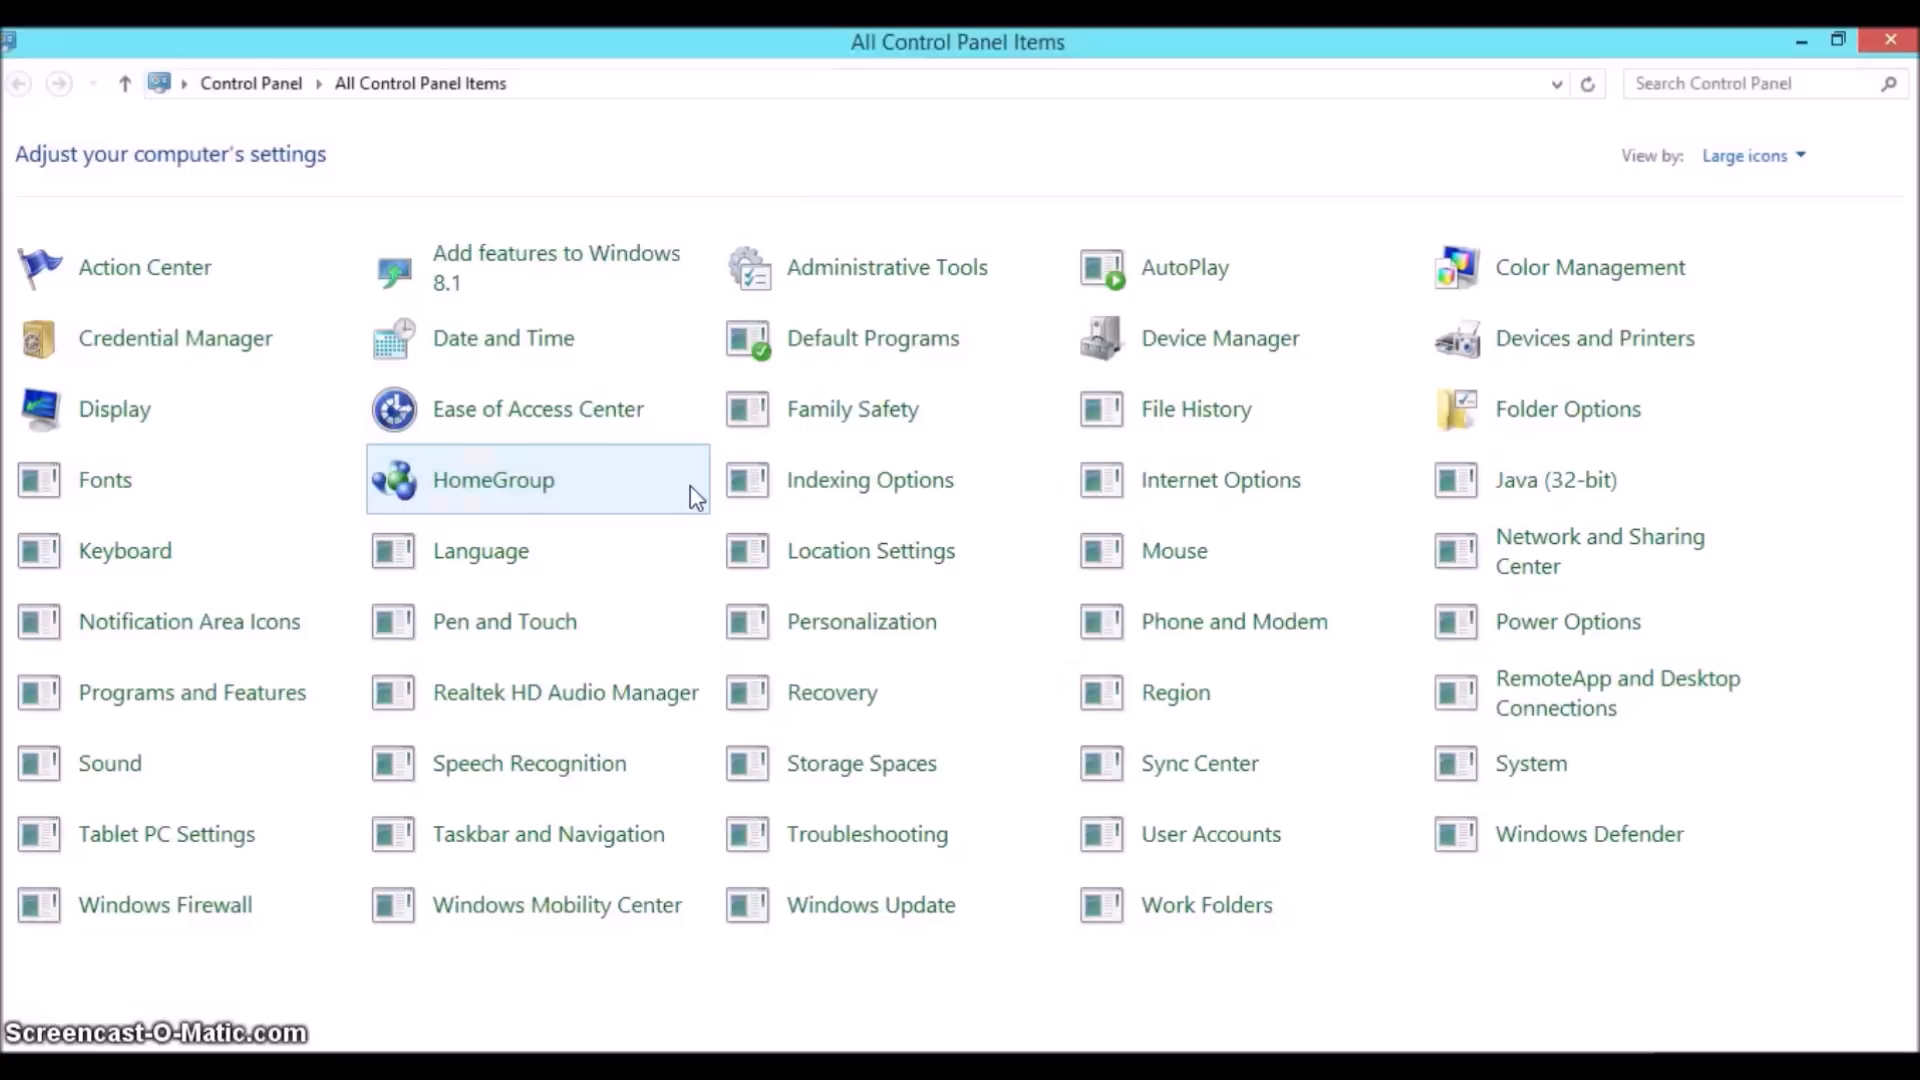 All Control Panel Items
Control Panel All Control Panel Items
Search Control Panel
Adjust your computer's settings
View by: Large icons
Action Center
Add features to Windows
8.1
Administrative Tools
AutoPlay
Color Management
Credential Manager
Date and Time
Default Programs
Device Manager
Devices and Printers
Display
Ease of Access Center
Family Safety
File History
Folder Options
Fonts
HomeGroup
Indexing Options
Internet Options
Java (32-bit)
Keyboard
Language
Location Settings
Mouse
Network and Sharing
Center
Notification Area Icons
Pen and Touch
Personalization
Phone and Modem
Power Options
Programs and Features
Realtek HD Audio Manager
Recovery
Region
RemoteApp and Desktop
Connections
Sound
Speech Recognition
Storage Spaces
Sync Center
System
Tablet PC Settings
Taskbar and Navigation
Troubleshooting
User Accounts
Windows Defender
Windows Firewall
Windows Mobility Center
Windows Update
Work Folders
Screencast-O-Matic.com